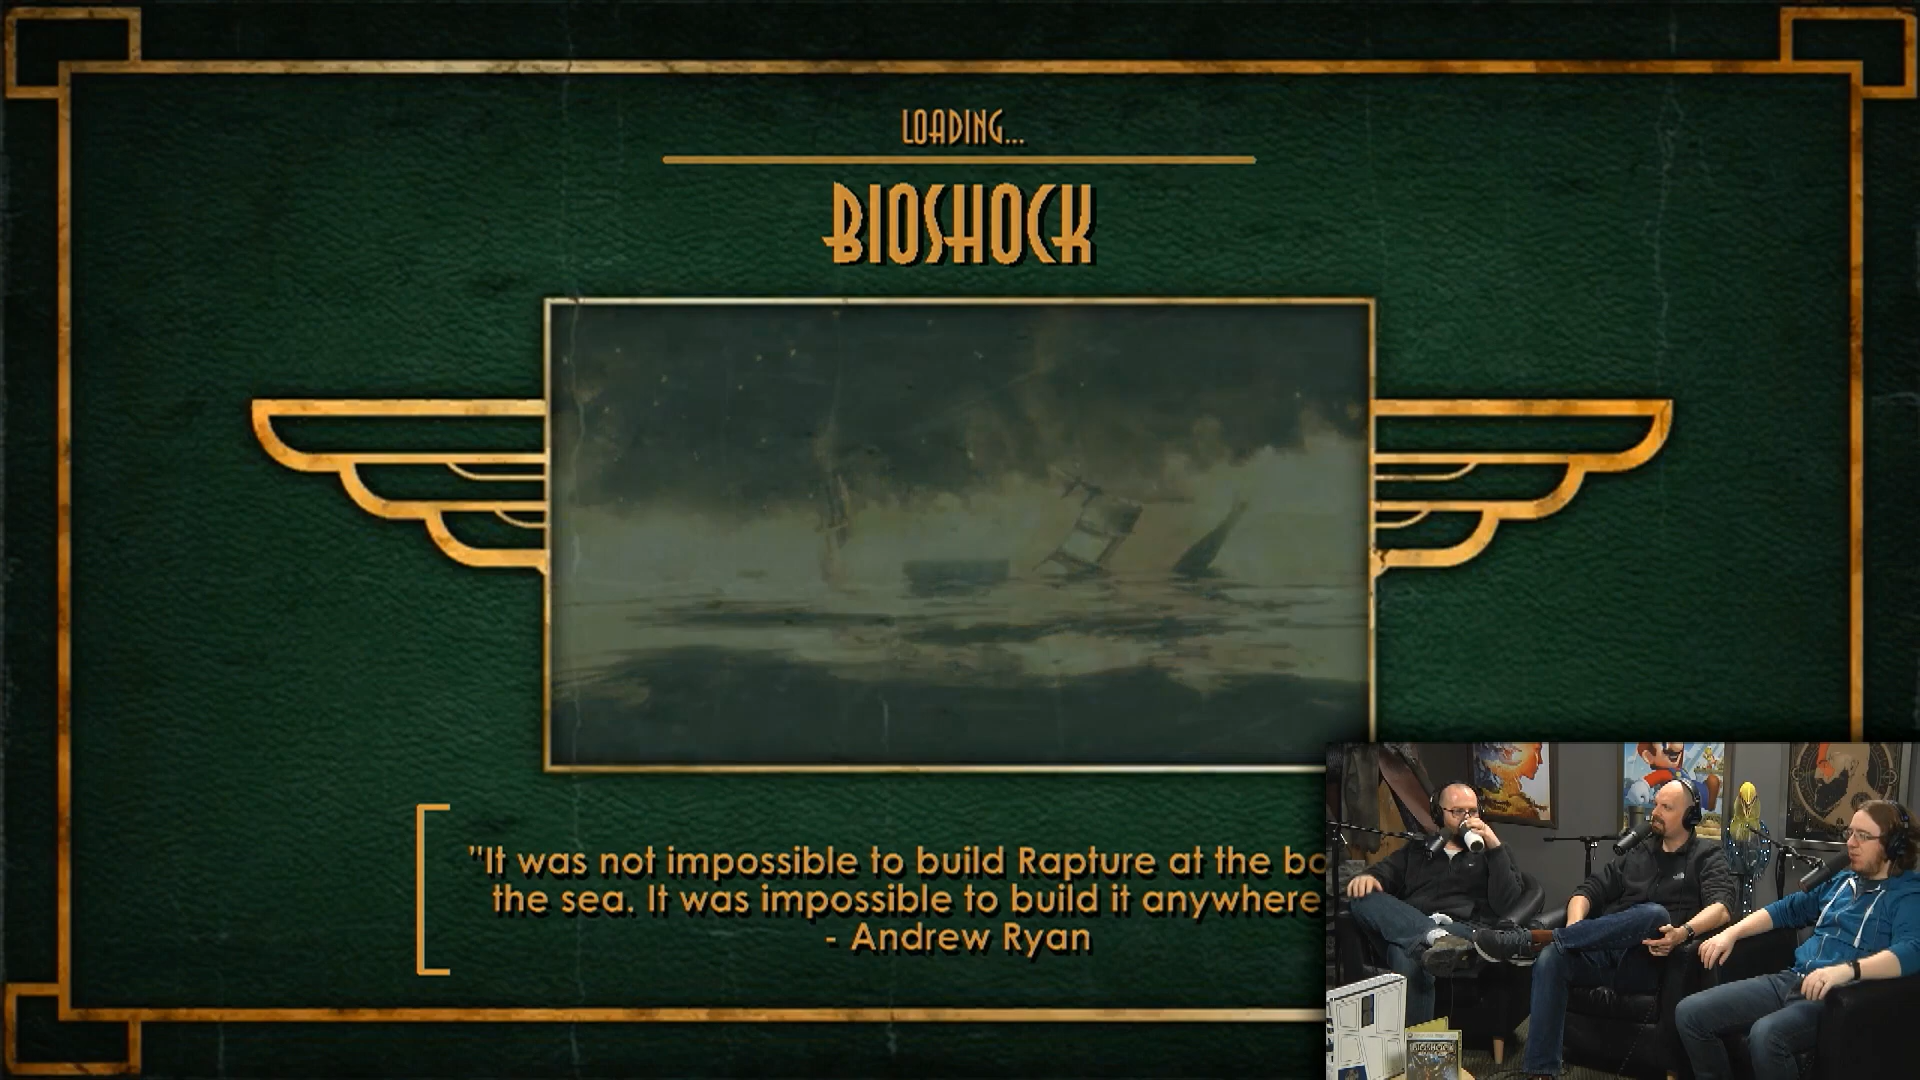 LOADING...
BIOSHOCK
"It was not impossible to build Rapture at the bo
the sea. It was impossible to build it anywhere
- Andrew Ryan
BIOSHOCK